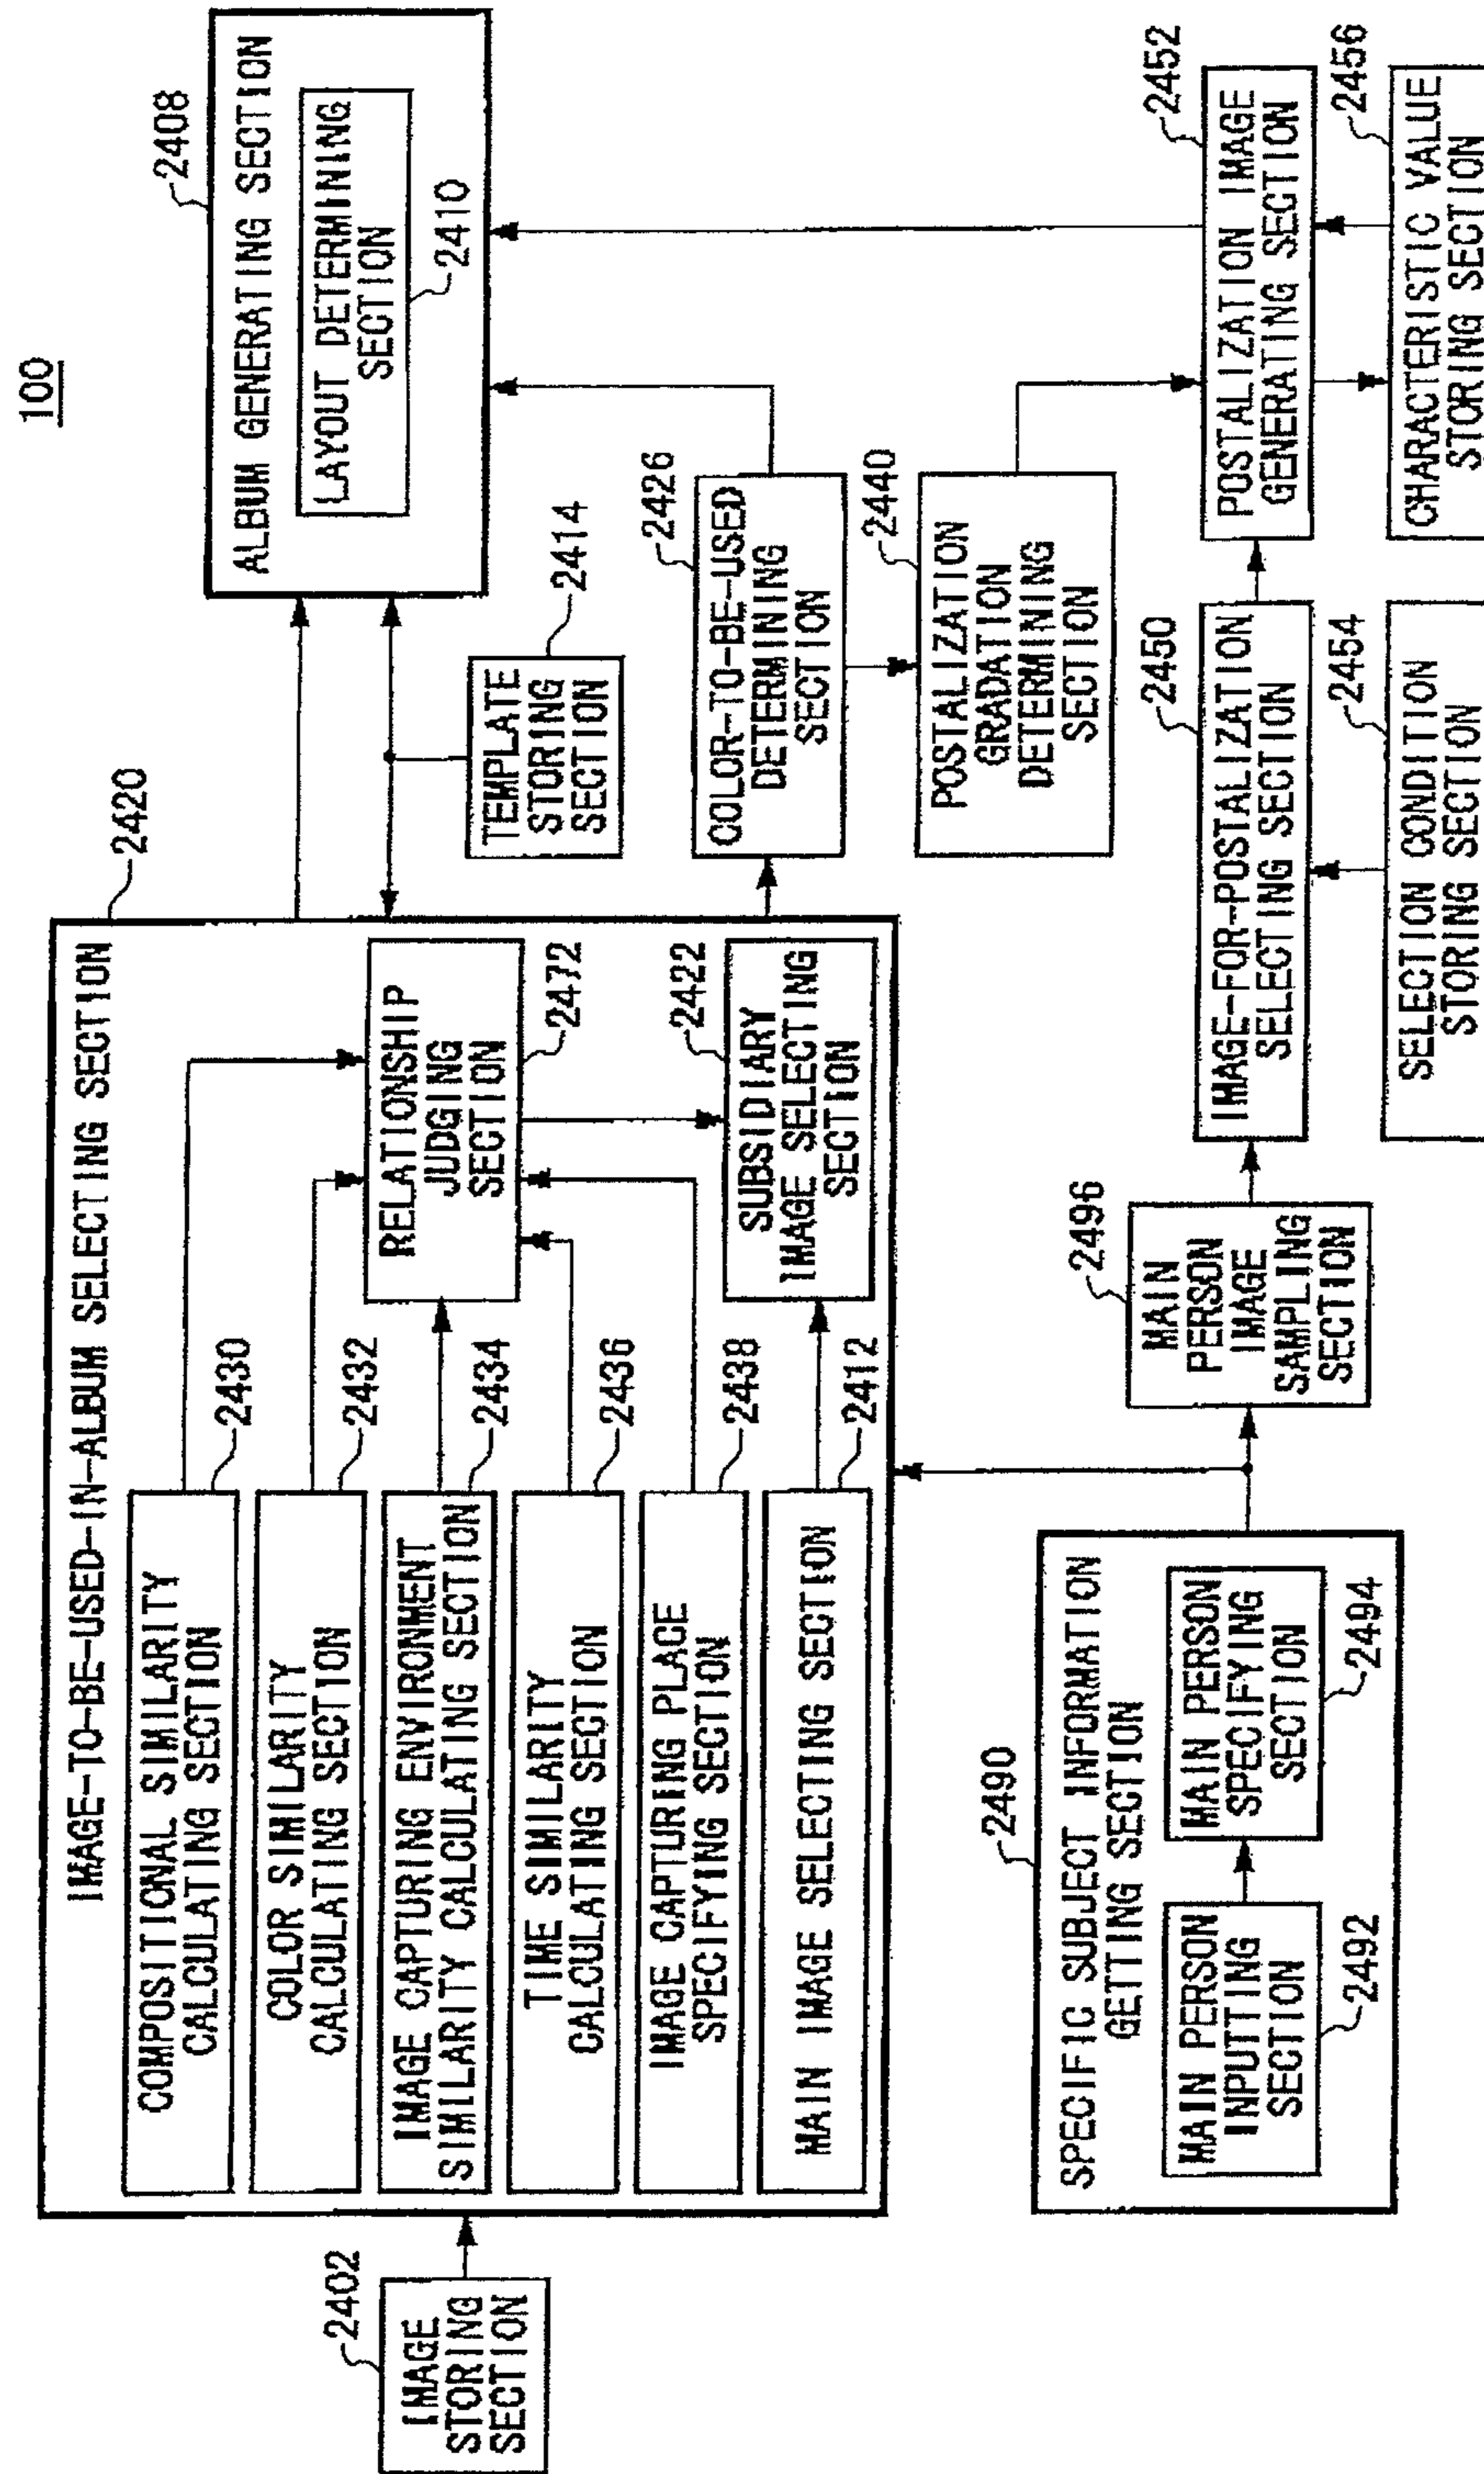 100
IMAGE-TO-BE-USED-IN-ALBUM SELECTING SECTION
2420
2402
IMAGE
STORING
SECTION
COMPOSITIONAL SIMILARITY
CALCULATING SECTION
2430
COLOR SIMILARITY
CALCULATING SECTION
2432
IMAGE CAPTURING ENVIRONMENT
SIMILARITY CALCULATING SECTION
2434
TIME SIMILARITY
CALCULATING SECTION
2436
IMAGE CAPTURING PLACE
SPECIFYING SECTION
2438
MAIN IMAGE SELECTING SECTION
2412
RELATIONSHIP
JUDGING
SECTION
2472
2422
SUBSIDIARY
IMAGE SELECTING
SECTION
2408
ALBUM GENERATING SECTION
LAYOUT DETERMINING
SECTION
2410
2414
TEMPLATE
STORING
SECTION
2426
COLOR-TO-BE-USED
DETERMINING
SECTION
2440
POSTALIZATION
GRADATION
DETERMINING
SECTION
2490
SPECIFIC SUBJECT INFORMATION
GETTING SECTION
MAIN PERSON
INPUTTING
SECTION
2492
MAIN PERSON
SPECIFYING
SECTION
2494
2496
MAIN
PERSON
IMAGE
SAMPLING
SECTION
2450
IMAGE-FOR-POSTALIZATION
SELECTING SECTION
2454
SELECTION CONDITION
STORING SECTION
2452
POSTALIZATION IMAGE
GENERATING SECTION
2456
CHARACTERISTIC VALUE
STORING SECTION